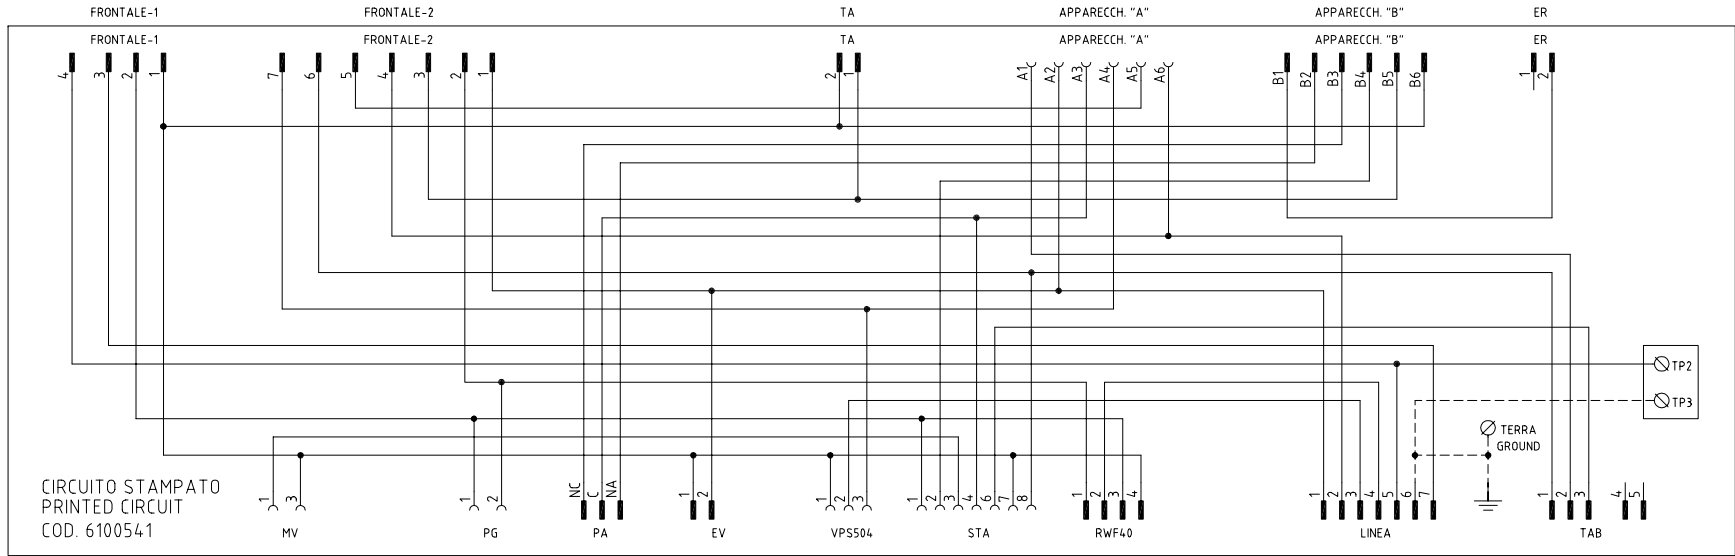 FRONTALE-1 FRONTALE-2 TA APPARECCH. "A" APPARECCH. "B" ER
FRONTALE-1 FRONTALE-2 TA APPARECCH. "A" APPARECCH. "B" ER
4 3 2 1 7 6 5 4 3 2 1 2 1 A1 A2 A3 A4 A5 A6 B1 B2 B3 B4 B5 B6 1 2
TP2
TP3
TERRA
GROUND
CIRCUITO STAMPATO
PRINTED CIRCUIT
COD. 6100541
1 3 1 2 NC C NA 1 2 1 2 3 1 2 3 4 6 7 8 1 2 3 4 1 2 3 4 5 6 7 1 2 3 4 5
MV PG PA EV VPS504 STA RWF40 LINEA TAB